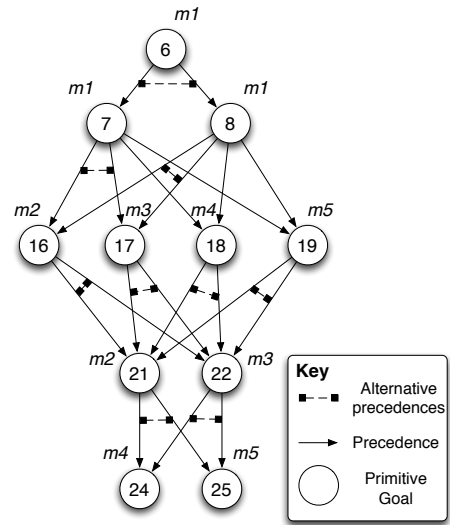 m1
6
m1
m1
7
8
m2
m3
m4
m5
16
17
18
19
m2
m3
21
22
m4
m5
24
25
Key
Alternative
precedences
Precedence
Primitive
Goal